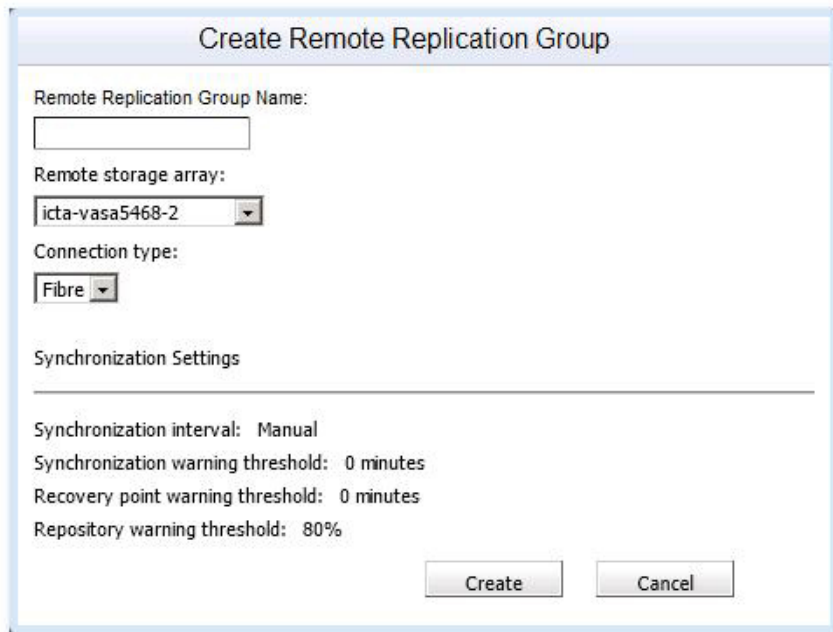 Create Remote Replication Group
Remote Replication Group Name:
Remote storage array:
icta-vasa5468-2
Connection type:
Fibre
Synchronization Settings
Synchronization interval: Manual
Synchronization warning threshold: 0 minutes
Recovery point warning threshold: 0 minutes
Repository warning threshold: 80%
Create Cancel